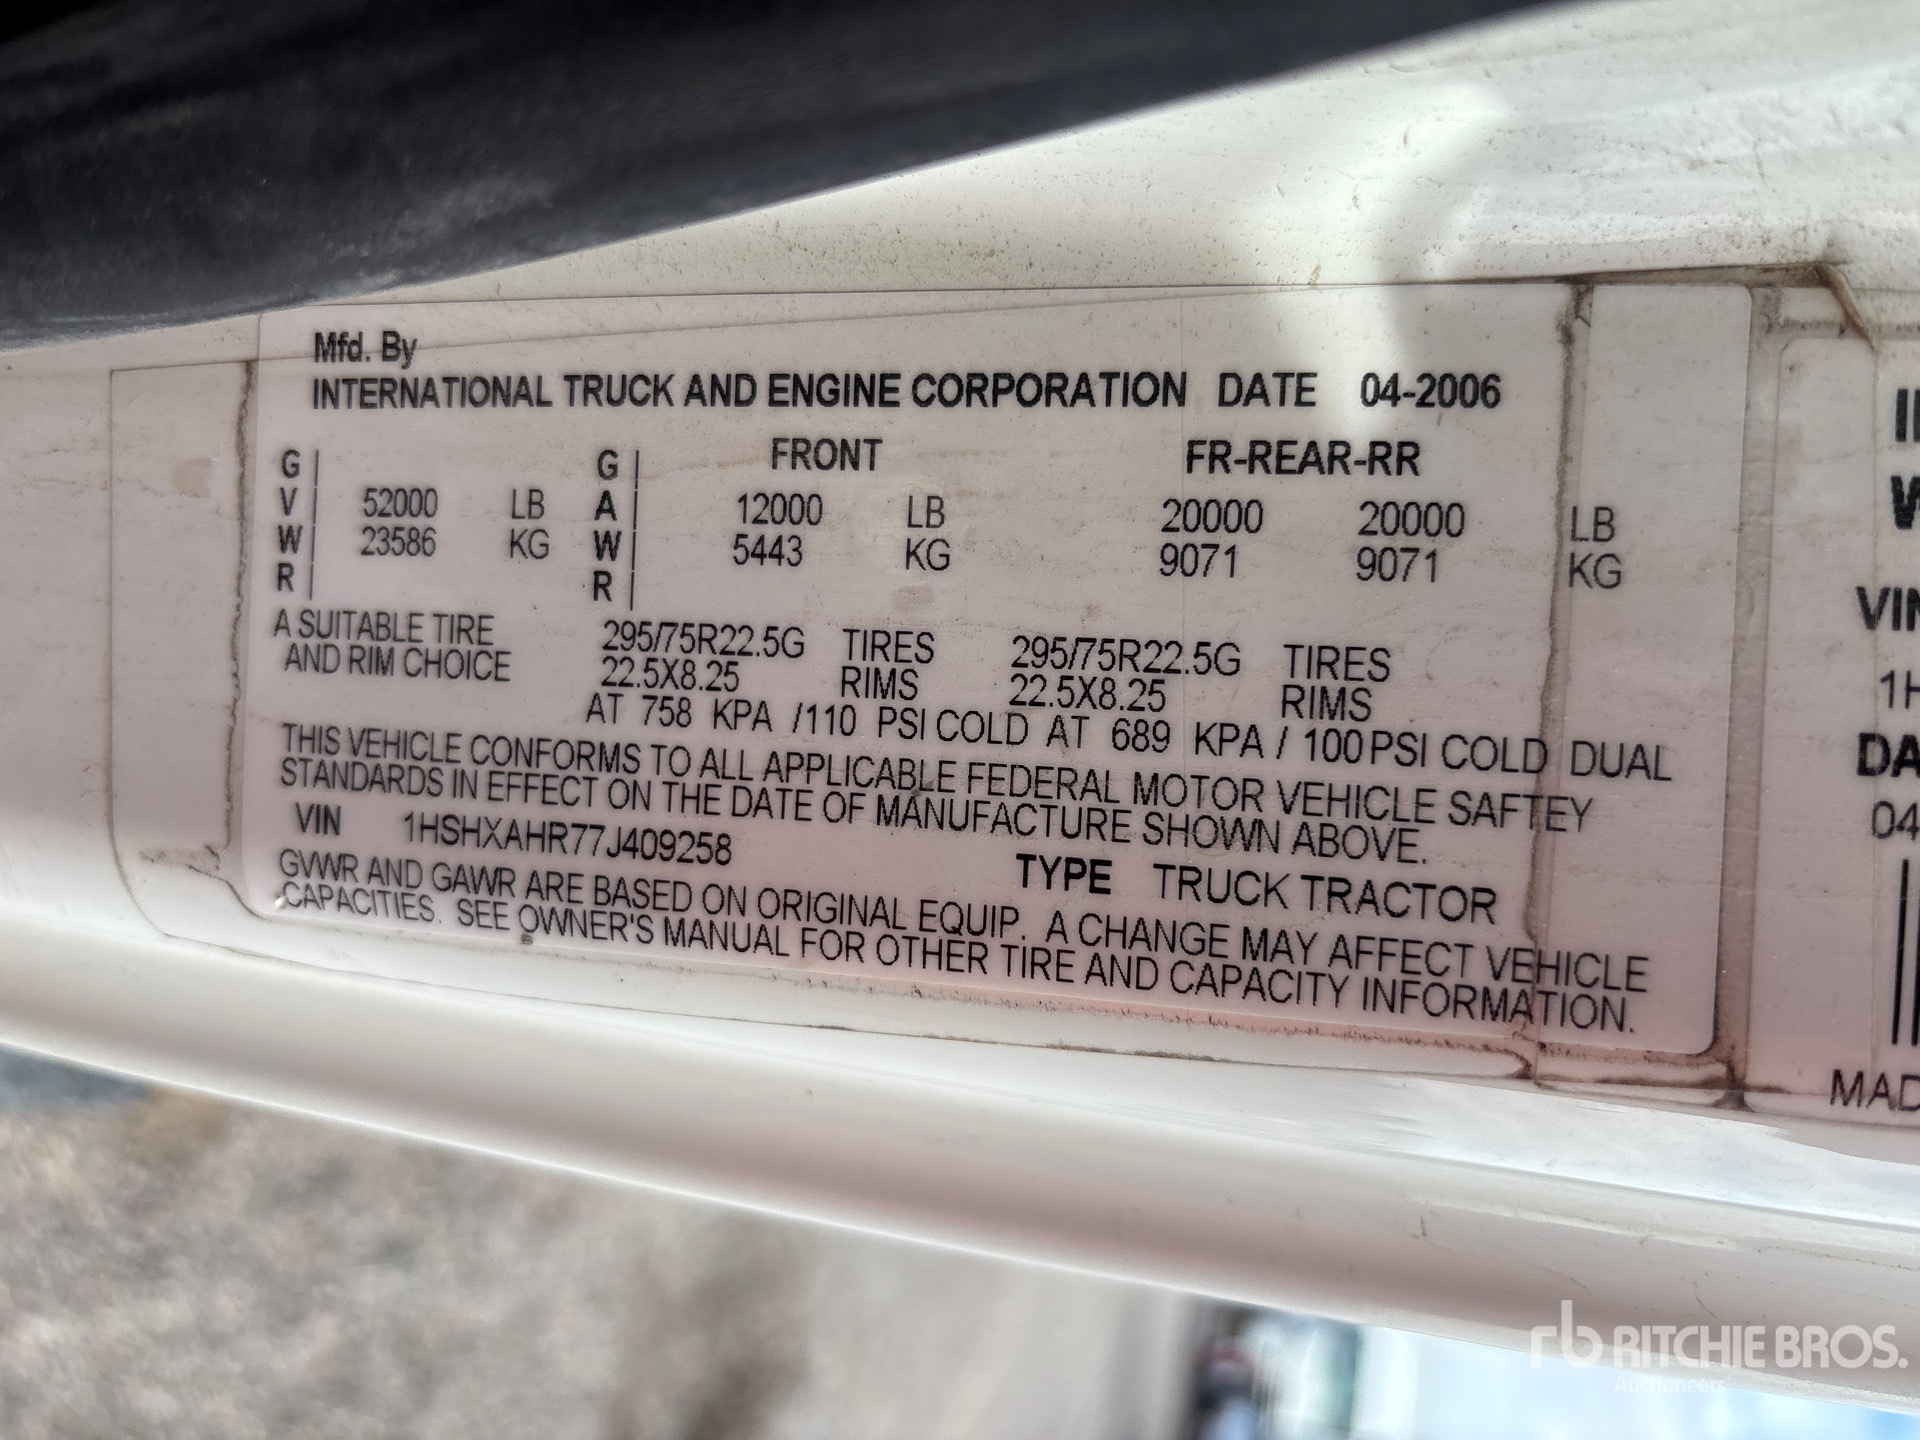 Mfd. By
INTERNATIONAL TRUCK AND ENGINE CORPORATION DATE 04-2006
G V W R 52000 LB 23586 KG
G A W R FRONT 12000 LB 5443 KG
FR-REAR-RR 20000 20000 LB
9071 9071 KG
A SUITABLE TIRE 295/75R22.5G TIRES 295/75R22.5G TIRES
AND RIM CHOICE 22.5X8.25 RIMS 22.5X8.25 RIMS
AT 758 KPA /110 PSI COLD AT 689 KPA / 100 PSI COLD DUAL
THIS VEHICLE CONFORMS TO ALL APPLICABLE FEDERAL MOTOR VEHICLE SAFTEY
STANDARDS IN EFFECT ON THE DATE OF MANUFACTURE SHOWN ABOVE.
VIN 1HSHXAHR77J409258 TYPE TRUCK TRACTOR
GVWR AND GAWR ARE BASED ON ORIGINAL EQUIP. A CHANGE MAY AFFECT VEHICLE
CAPACITIES. SEE OWNER'S MANUAL FOR OTHER TIRE AND CAPACITY INFORMATION.
VIN
1H
DA
04
MAD
rb RITCHIE BROS.
Auctioneers